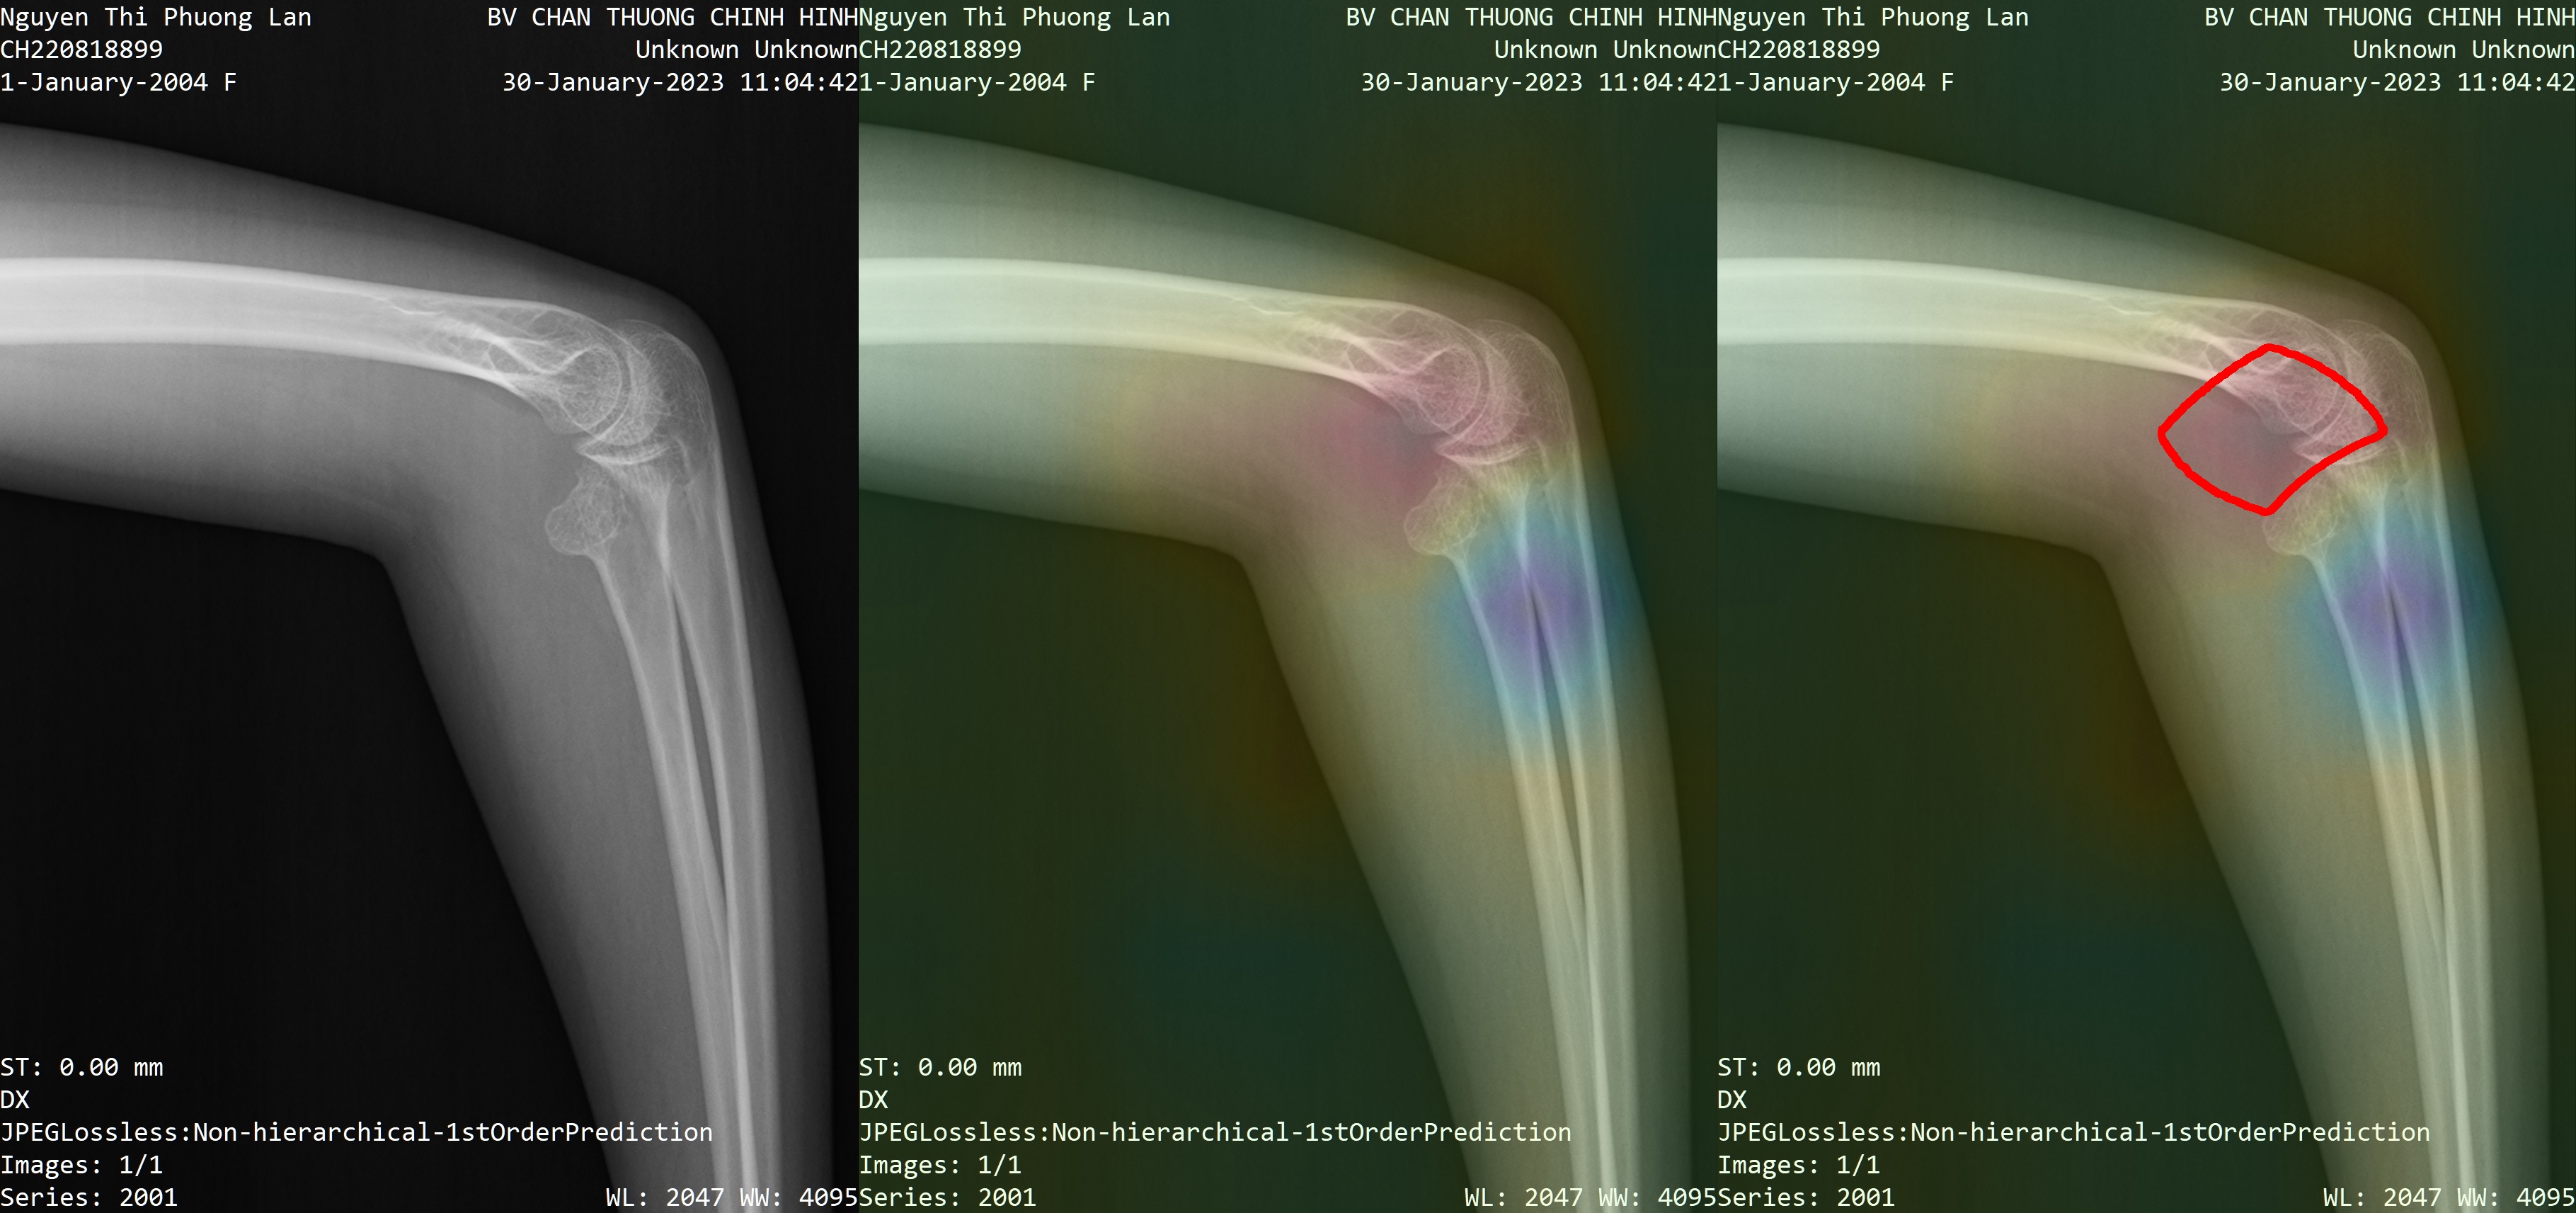 Nguyen Thi Phuong Lan
CH220818899
1-January-2004 F
BV CHAN THUONG CHINH HINH
Unknown Unknown
30-January-2023 11:04:42
ST: 0.00 mm
DX
JPEGLossless:Non-hierarchical-1stOrderPrediction
Images: 1/1
Series: 2001
WL: 2047 WW: 4095
Nguyen Thi Phuong Lan
CH220818899
1-January-2004 F
BV CHAN THUONG CHINH HINH
Unknown Unknown
30-January-2023 11:04:42
ST: 0.00 mm
DX
JPEGLossless:Non-hierarchical-1stOrderPrediction
Images: 1/1
Series: 2001
WL: 2047 WW: 4095
Nguyen Thi Phuong Lan
CH220818899
1-January-2004 F
BV CHAN THUONG CHINH HINH
Unknown Unknown
30-January-2023 11:04:42
ST: 0.00 mm
DX
JPEGLossless:Non-hierarchical-1stOrderPrediction
Images: 1/1
Series: 2001
WL: 2047 WW: 4095